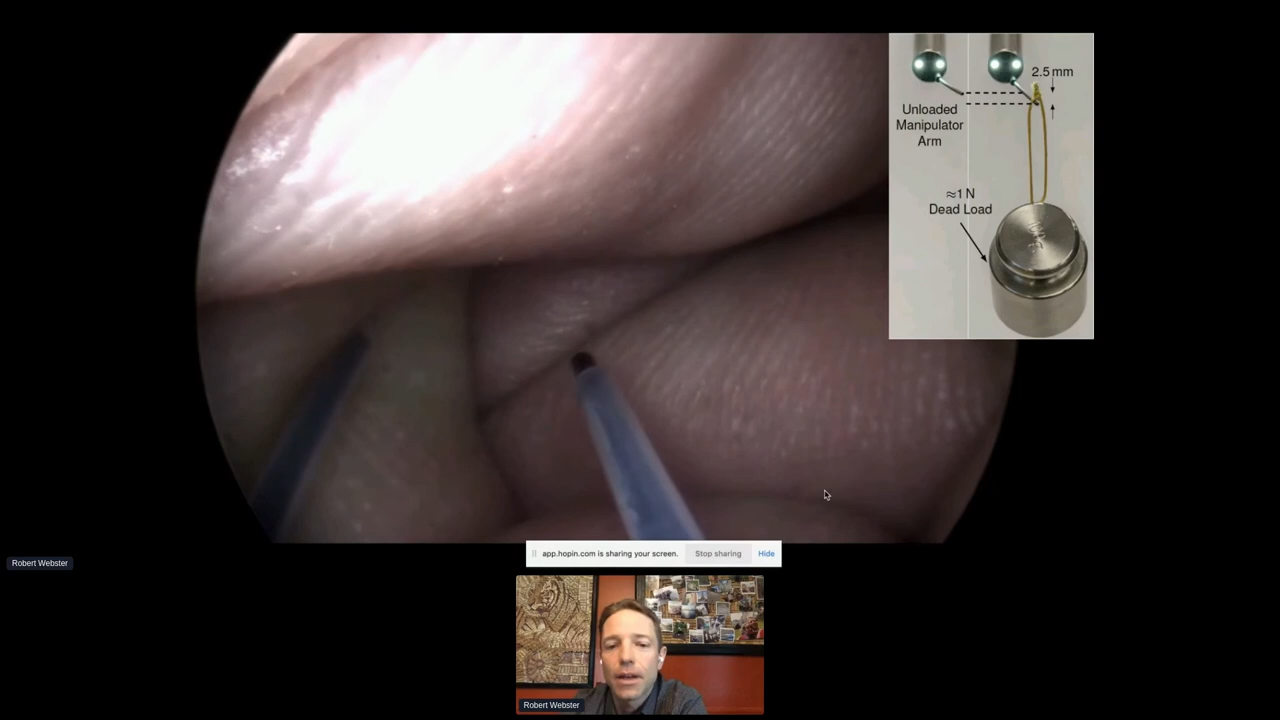 2.5 mm
Unloaded
Manipulator
Arm
≈1 N
Dead Load
app.hopin.com is sharing your screen.
Stop sharing
Hide
Robert Webster
Robert Webster